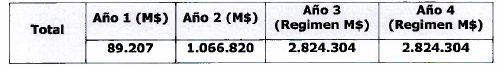 Total
Año 1 (M$) Año 2 (M$) Año 3 (Regimen M$) Año 4 (Regimen M$)
89.207 1.066.820 2.824.304 2.824.304